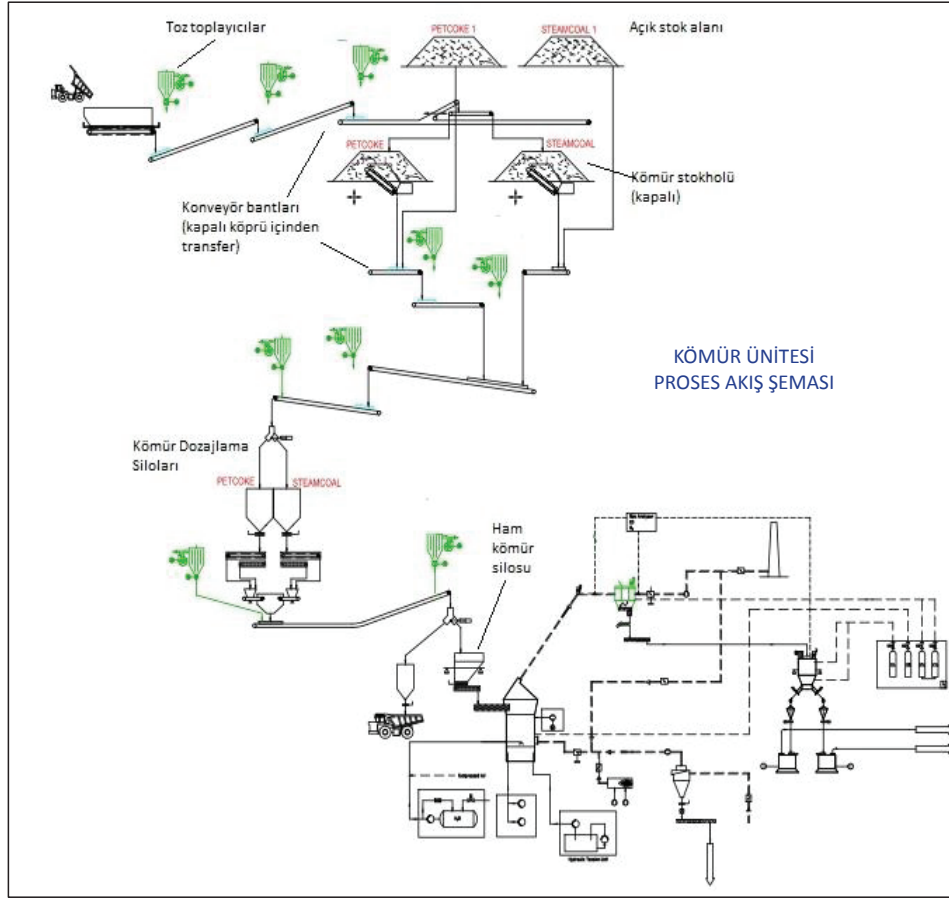 Toz toplayıcılar
PETCOKE 1
STEAMCOAL 1
Açık stok alanı
PETCOKE
STEAMCOAL
Kömür stokholü
(kapalı)
Konveyör bantları
(kapalı köprü içinden
transfer)
KÖMÜR ÜNİTESİ
PROSES AKIŞ ŞEMASI
Kömür Dozajlama
Siloları
PETCOKE
STEAMCOAL
Ham
kömür
silosu